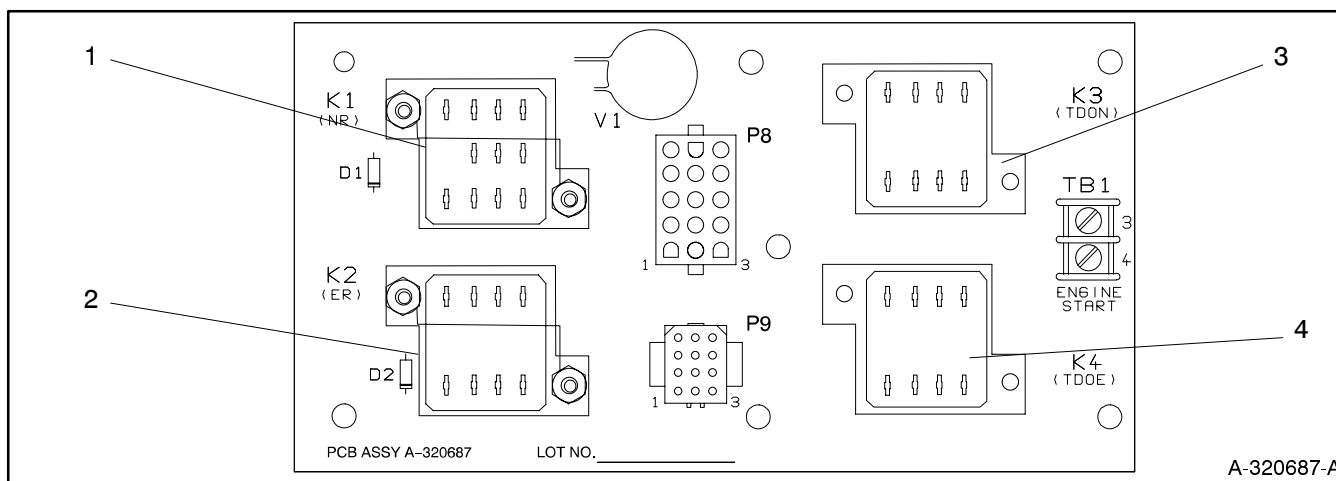 1
K1
(NR)
D1
V1
P8
1
3
K3
(TDON)
3
TB1
3
4
ENGINE
START
2
K2
(ER)
D2
P9
1
3
K4
(TDOE)
4
PCB ASSY A–320687
LOT NO.
A-320687-A